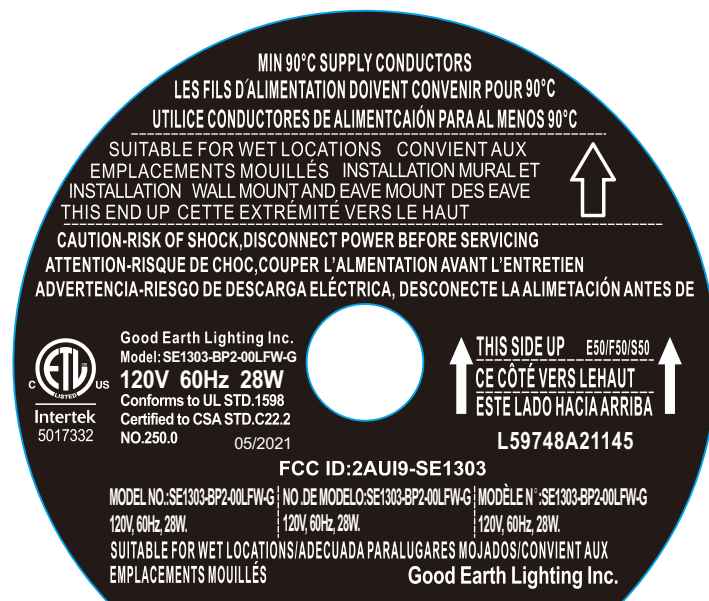 MIN 90°C SUPPLY CONDUCTORS
LES FILS D´ALIMENTATION DOIVENT CONVENIR POUR 90°C
UTILICE CONDUCTORES DE ALIMENTCAIÓN PARA AL MENOS 90°C
SUITABLE FOR WET LOCATIONS CONVIENT AUX
EMPLACEMENTS MOUILLÉS INSTALLATION MURAL ET
INSTALLATION WALL MOUNT AND EAVE MOUNT DES EAVE
THIS END UP CETTE EXTRÉMITÉ VERS LE HAUT
CAUTION-RISK OF SHOCK,DISCONNECT POWER BEFORE SERVICING
ATTENTION-RISQUE DE CHOC,COUPER L'ALMENTATION AVANT L'ENTRETIEN
ADVERTENCIA-RIESGO DE DESCARGA ELÉCTRICA, DESCONECTE LA ALIMETACIÓN ANTES DE
C ETL US
LISTED
Intertek
5017332
Good Earth Lighting Inc.
Model: SE1303-BP2-00LFW-G
120V 60Hz 28W
Conforms to UL STD.1598
Certified to CSA STD.C22.2
NO.250.0 05/2021
THIS SIDE UP E50/F50/S50
CE CÔTÉ VERS LEHAUT
ESTE LADO HACIA ARRIBA
L59748A21145
FCC ID:2AUI9-SE1303
MODEL NO.:SE1303-BP2-00LFW-G NO .DE MODELO:SE1303-BP2-00LFW-G MODÈLE N°:SE1303-BP2-00LFW-G
120V, 60Hz, 28W. 120V, 60Hz, 28W. 120V, 60Hz, 28W.
SUITABLE FOR WET LOCATIONS/ADECUADA PARALUGARES MOJADOS/CONVIENT AUX
EMPLACEMENTS MOUILLÉS Good Earth Lighting Inc.